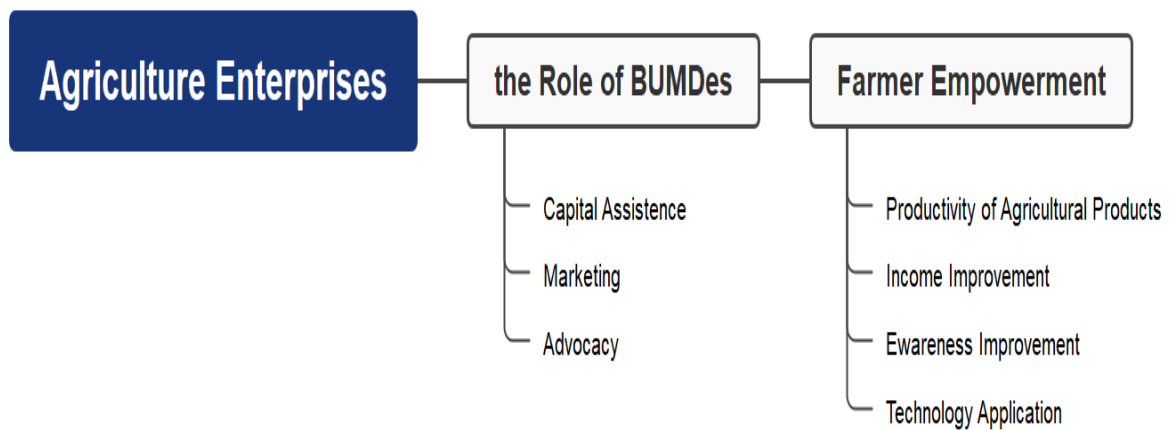 Agriculture Enterprises
the Role of BUMDes
Farmer Empowerment
Capital Assistence
Marketing
Advocacy
Productivity of Agricultural Products
Income Improvement
Ewareness Improvement
Technology Application